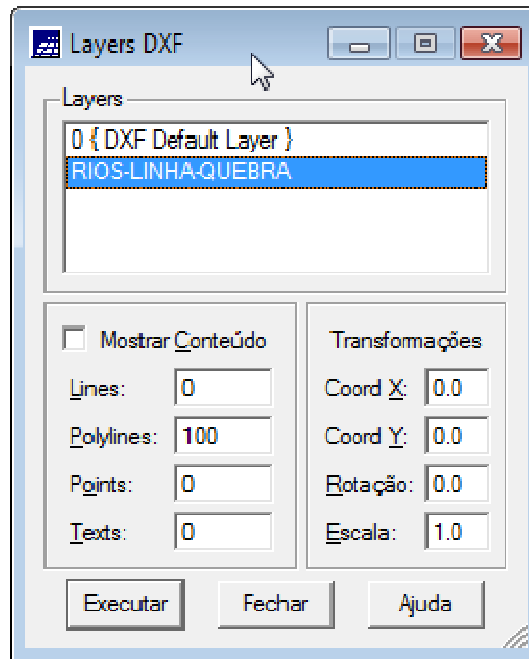 Layers DXF
Layers
0 { DXF Default Layer }
RIOS-LINHA-QUEBRA
Mostrar Conteúdo
Lines: 0
Polylines: 100
Points: 0
Texts: 0
Transformações
Coord X: 0.0
Coord Y: 0.0
Rotação: 0.0
Escala: 1.0
Executar Fechar Ajuda